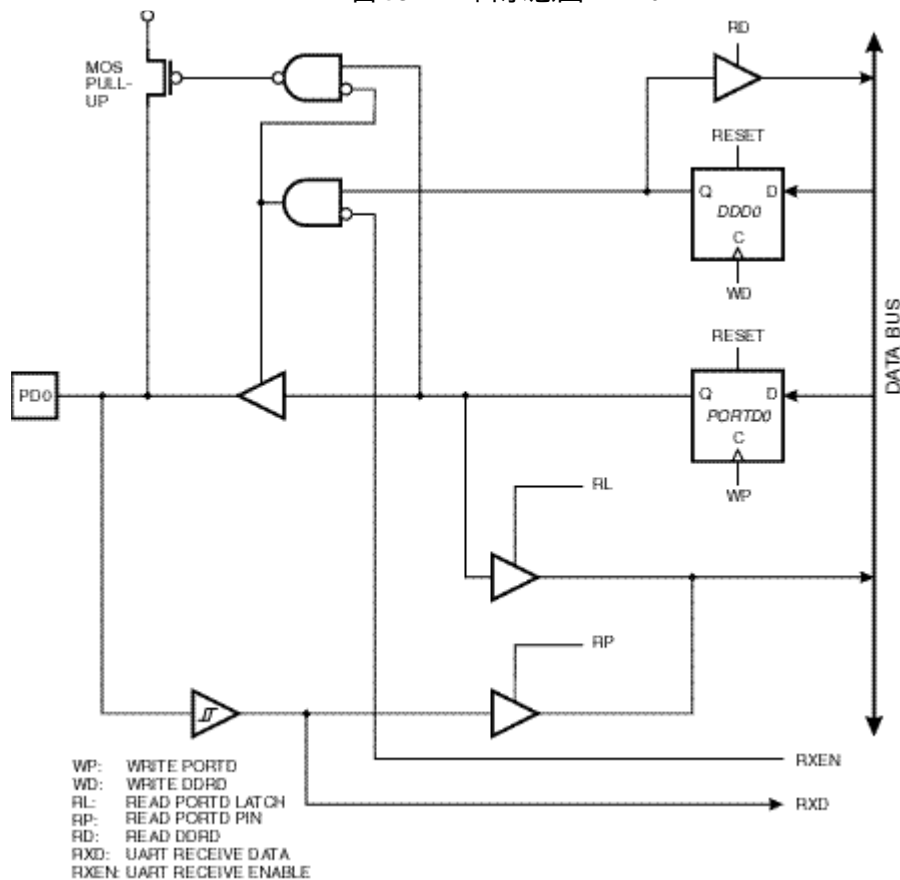 RD
MOS
PULL-
UP
RESET
Q D
DDD0
C
WD
DATA BUS
RESET
PD0
Q D
PORTD0
C
WP
RL
RP
RXEN
RXD
WP: WRITE PORTD
WD: WRITE DDRD
RL: READ PORTD LATCH
RP: READ PORTD PIN
RD: READ DDRD
RXD: UART RECEIVE DATA
RXEN: UART RECEIVE ENABLE